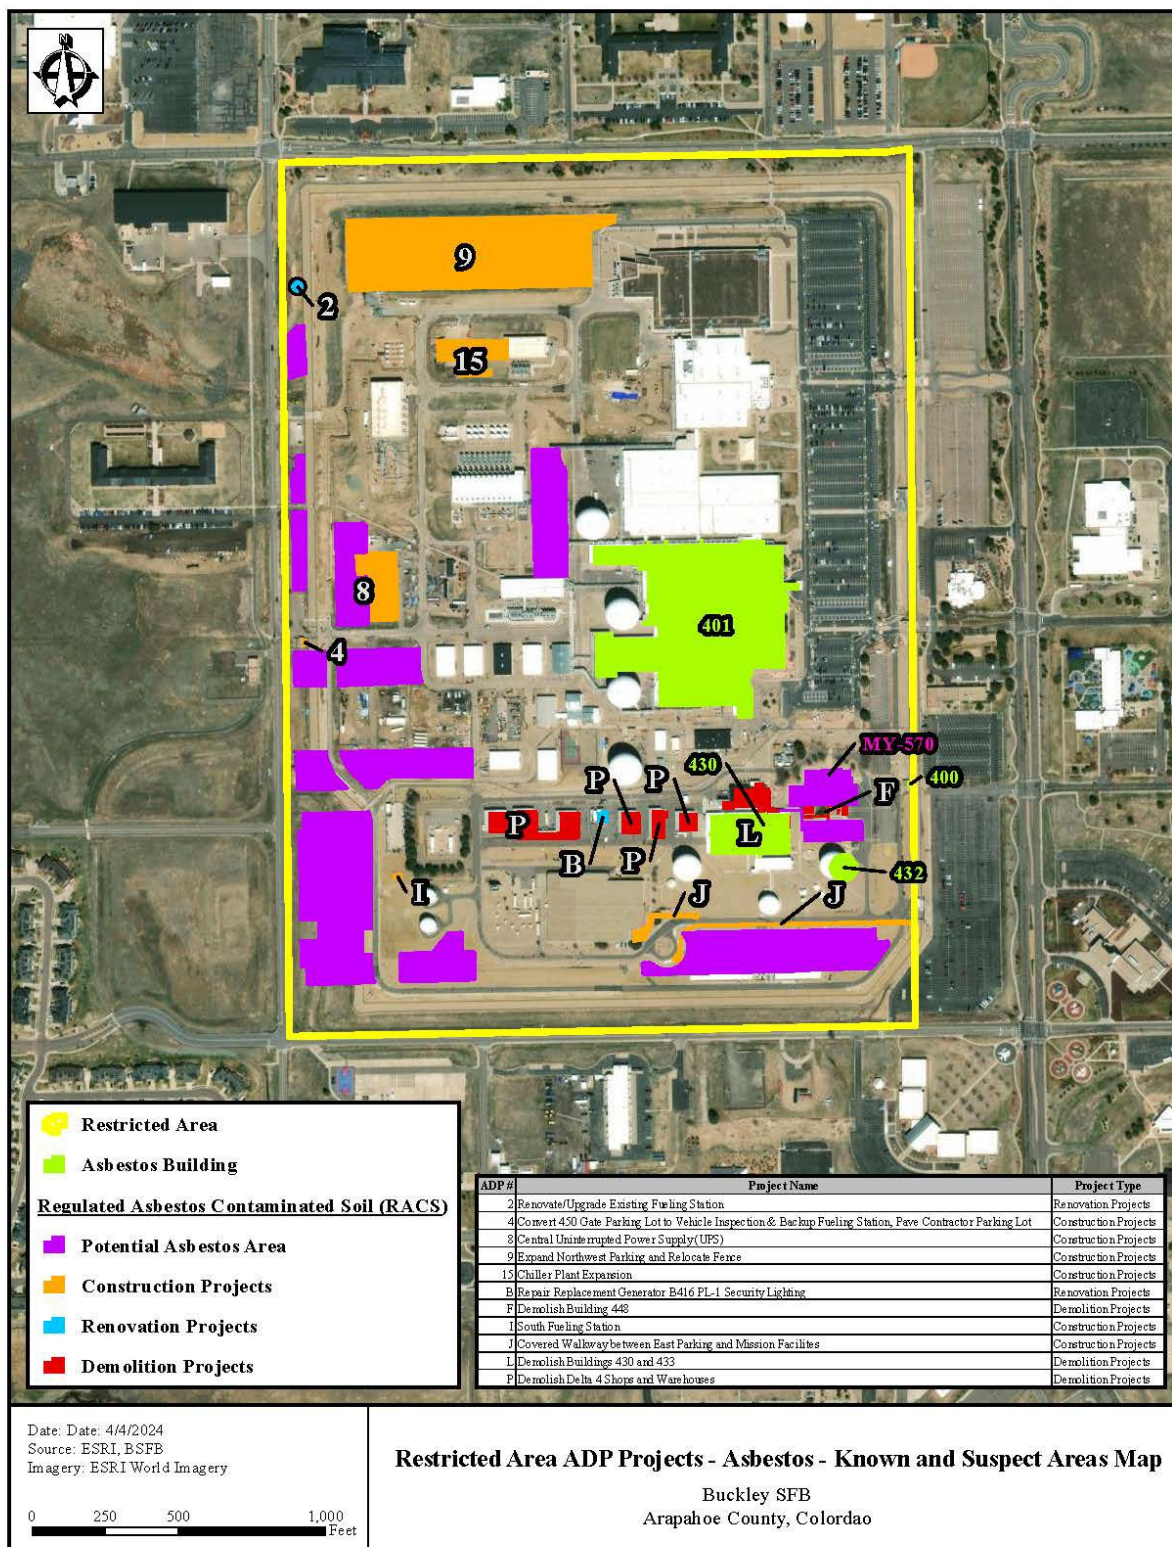 N
9
2
15
8
401
4
MY-570
430
400
P
P
F
P
L
B
P
432
I
J
J
Restricted Area
Asbestos Building
Regulated Asbestos Contaminated Soil (RACS)
Potential Asbestos Area
Construction Projects
Renovation Projects
Demolition Projects
ADP # Project Name Project Type
2 Renovate/Upgrade Existing Fueling Station Renovation Projects
4 Convert 450 Gate Parking Lot to Vehicle Inspection & Backup Fueling Station, Pave Contractor Parking Lot Construction Projects
8 Central Uninterrupted Power Supply (UPS) Construction Projects
9 Expand Northwest Parking and Relocate Fence Construction Projects
15 Chiller Plant Expansion Construction Projects
B Repair Replacement Generator B416 PL-1 Security Lighting Renovation Projects
F Demolish Building 448 Demolition Projects
I South Fueling Station Construction Projects
J Covered Walkway between East Parking and Mission Facilites Construction Projects
L Demolish Buildings 430 and 433 Demolition Projects
P Demolish Delta 4 Shops and Warehouses Demolition Projects
Date: Date: 4/4/2024
Source: ESRI, BSFB
Imagery: ESRI World Imagery
0 250 500 1,000
Feet
Restricted Area ADP Projects - Asbestos - Known and Suspect Areas Map
Buckley SFB
Arapahoe County, Colordao